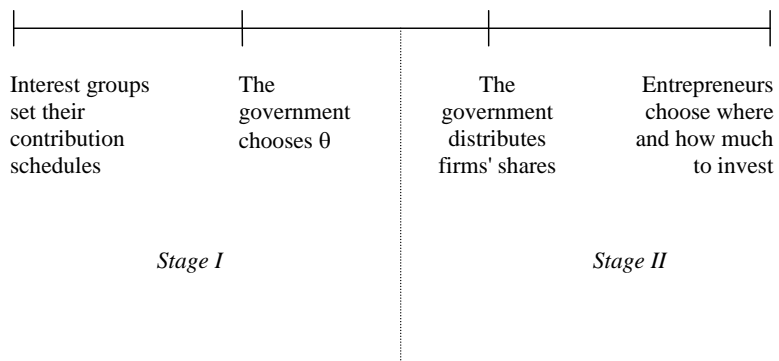 Interest groups
set their
contribution
schedules
The
government
chooses θ
The
government
distributes
firms' shares
Entrepreneurs
choose where
and how much
to invest
Stage I
Stage II